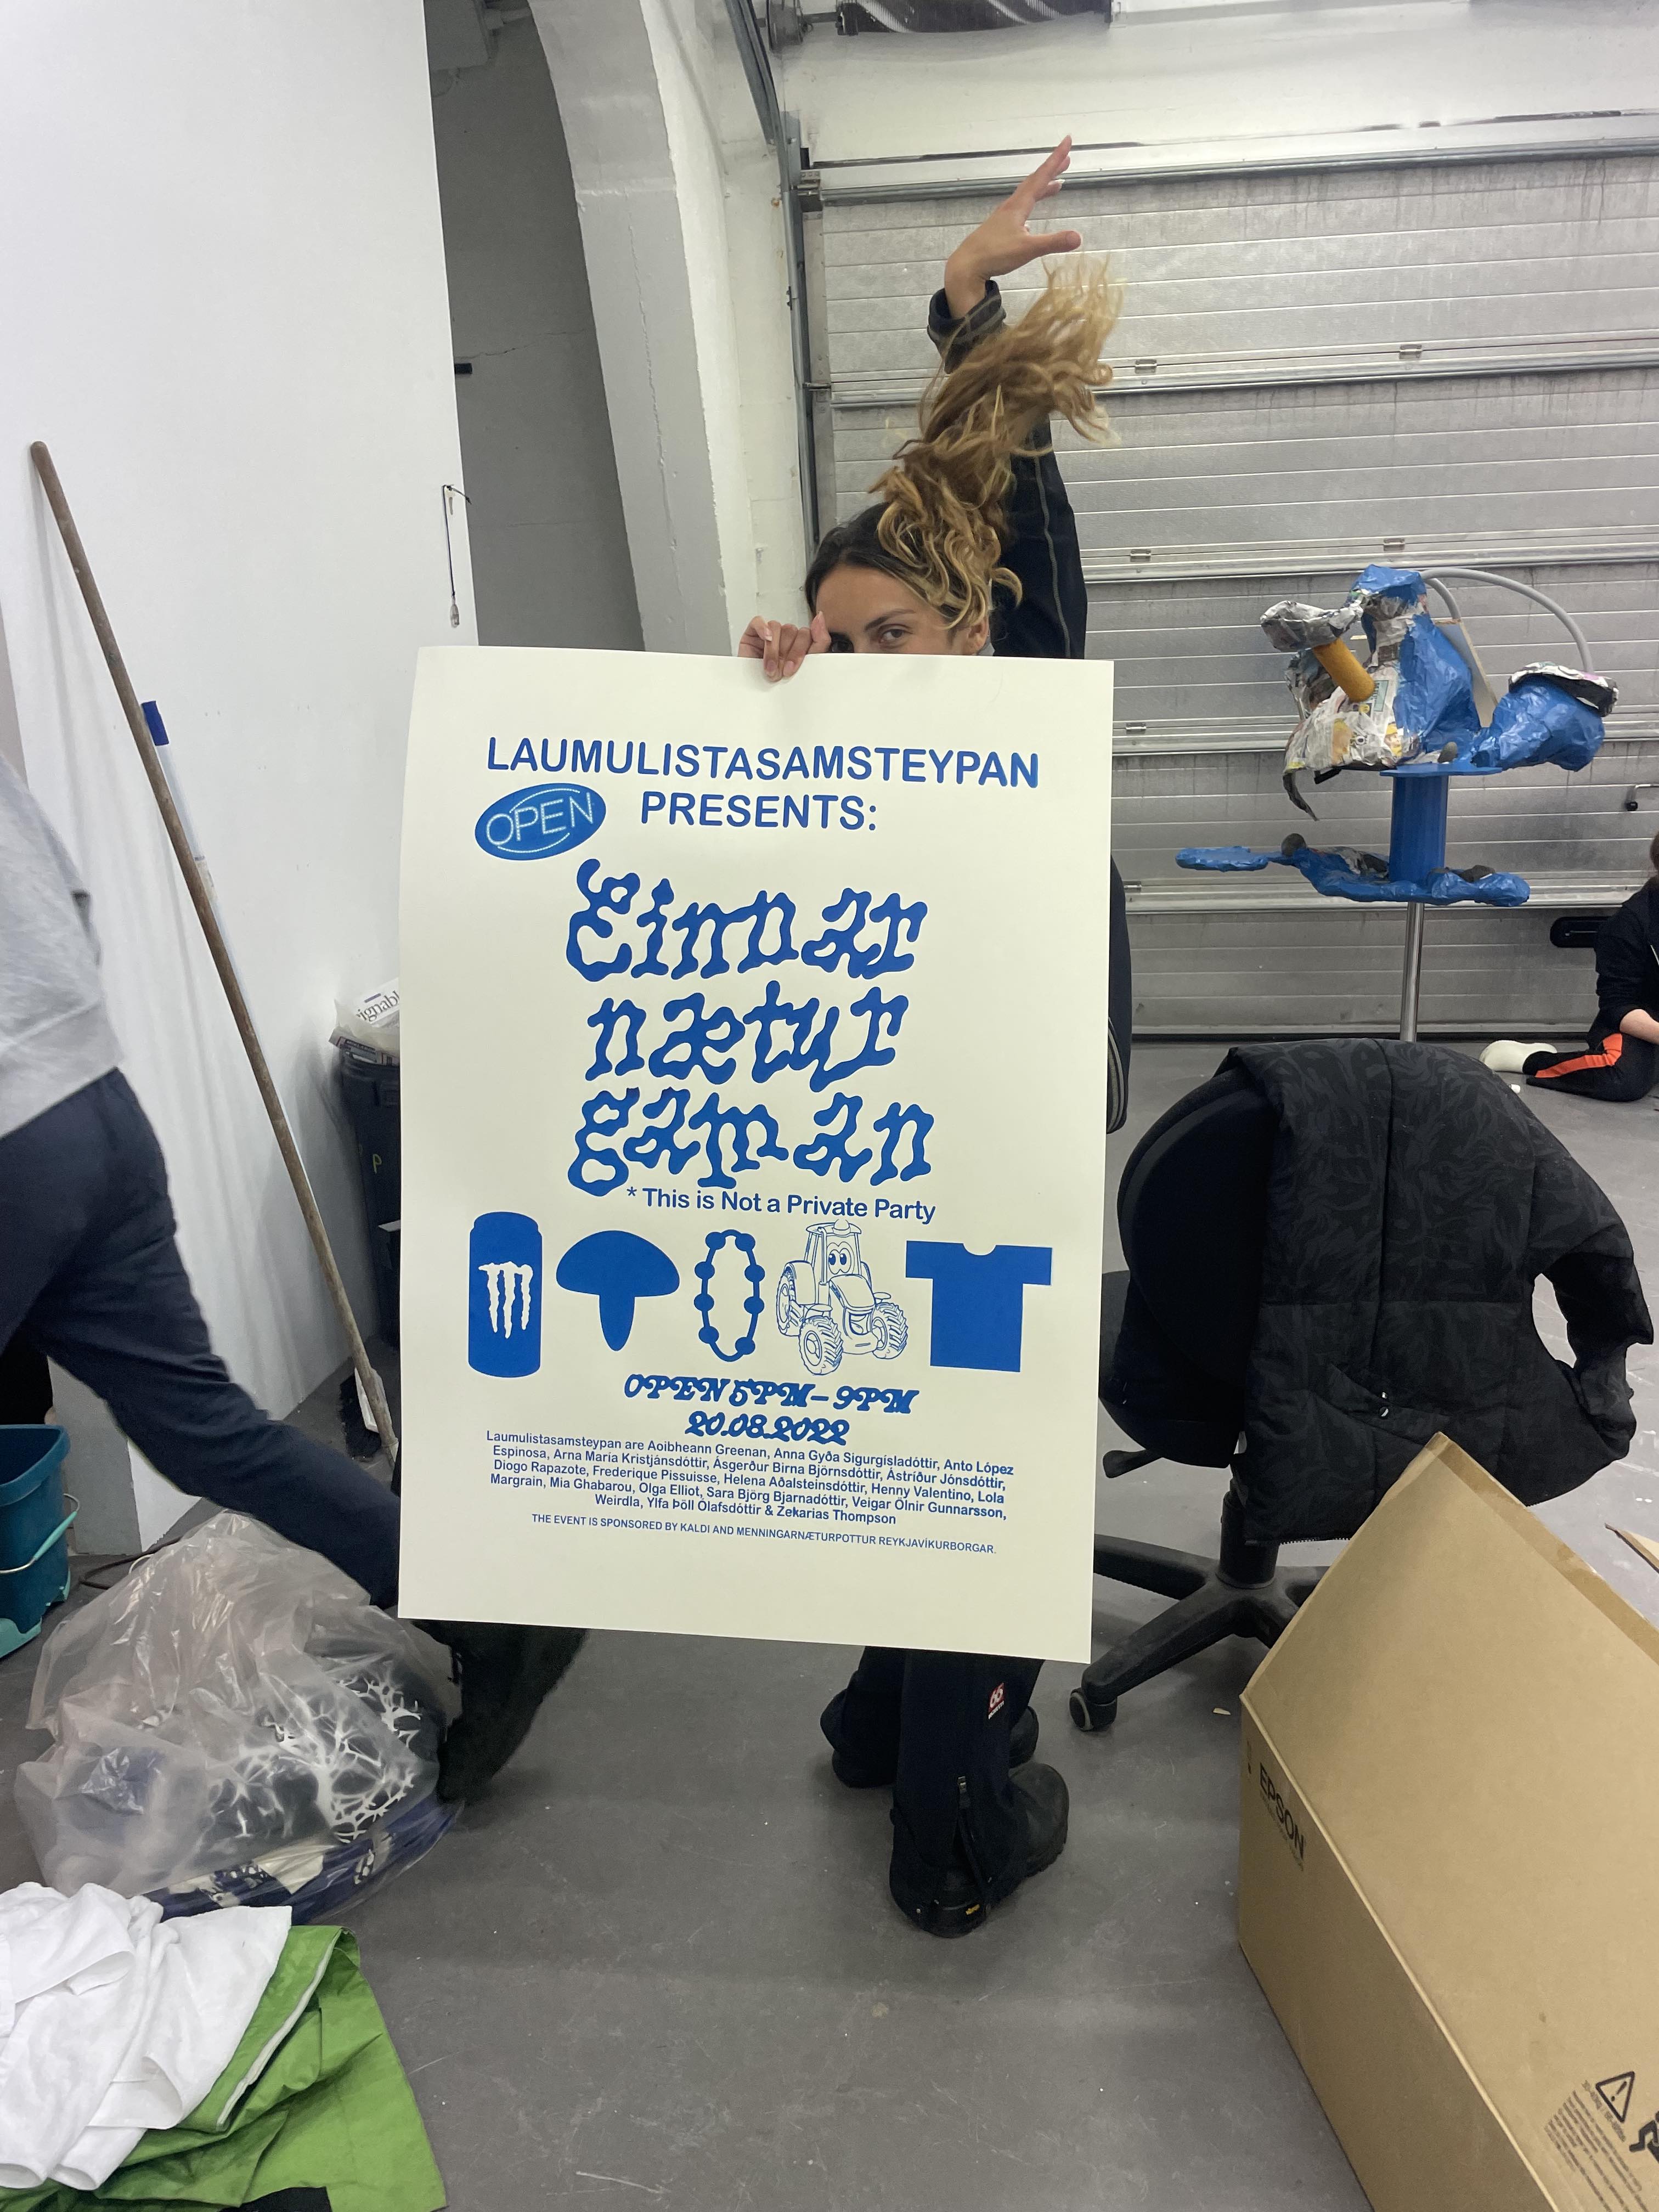 LAUMULISTASAMSTEYPAN
PRESENTS:
OPEN
Einnar
nætur
gaman
* This is Not a Private Party
OPEN 5PM–9PM
20.08.2022
Laumulistasamsteypan are Aoibheann Greenan, Anna Gyða Sigurgísladóttir, Anto López
Espinosa, Arna María Kristjánsdóttir, Ásgerður Birna Björnsdóttir, Ástríður Jónsdóttir,
Diogo Rapazote, Frederique Pissuisse, Helena Aðalsteinsdóttir, Henny Valentino, Lola
Margrain, Mia Ghabarou, Olga Elliot, Sara Björg Bjarnadóttir, Veigar Ölnir Gunnarsson,
Weirdla, Ylfa Þöll Ólafsdóttir & Zekarias Thompson
THE EVENT IS SPONSORED BY KALDI AND MENNINGARNÆTURPOTTUR REYKJAVÍKURBORGAR.
EPSON